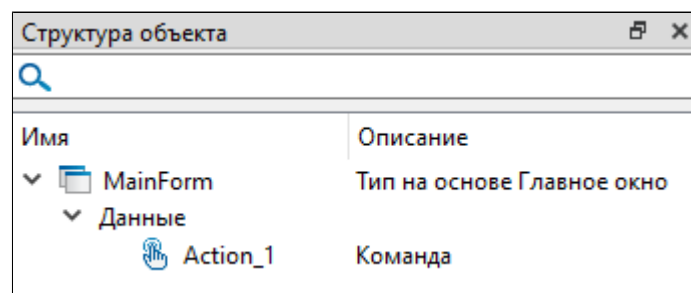 Структура объекта
Имя Описание
MainForm Тип на основе Главное окно
Данные
Action_1 Команда